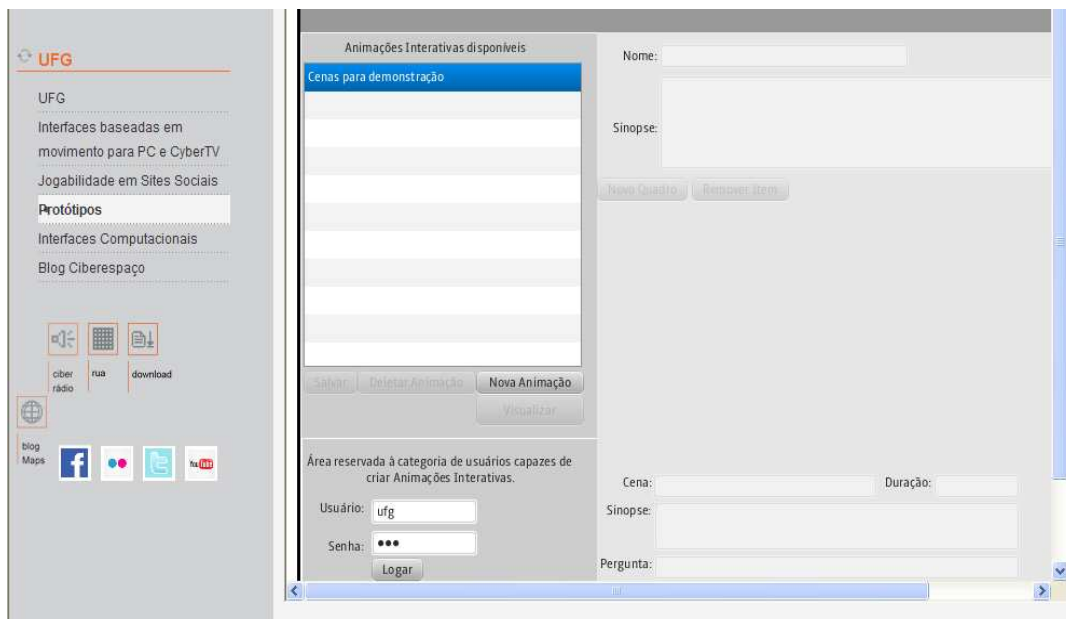 UFG
UFG
Interfaces baseadas em
movimento para PC e CyberTV
Jogabilidade em Sites Sociais
Protótipos
Interfaces Computacionais
Blog Ciberespaço
ciber
rádio
rua
download
blog
Maps
You Tube
Animações Interativas disponíveis
Cenas para demonstração
Salvar
Deletar Animação
Nova Animação
Visualizar
Área reservada à categoria de usuários capazes de
criar Animações Interativas.
Usuário:
ufg
Senha:
Logar
Nome:
Sinopse:
Novo Quadro
Remover Item
Cena:
Duração:
Sinopse:
Pergunta: